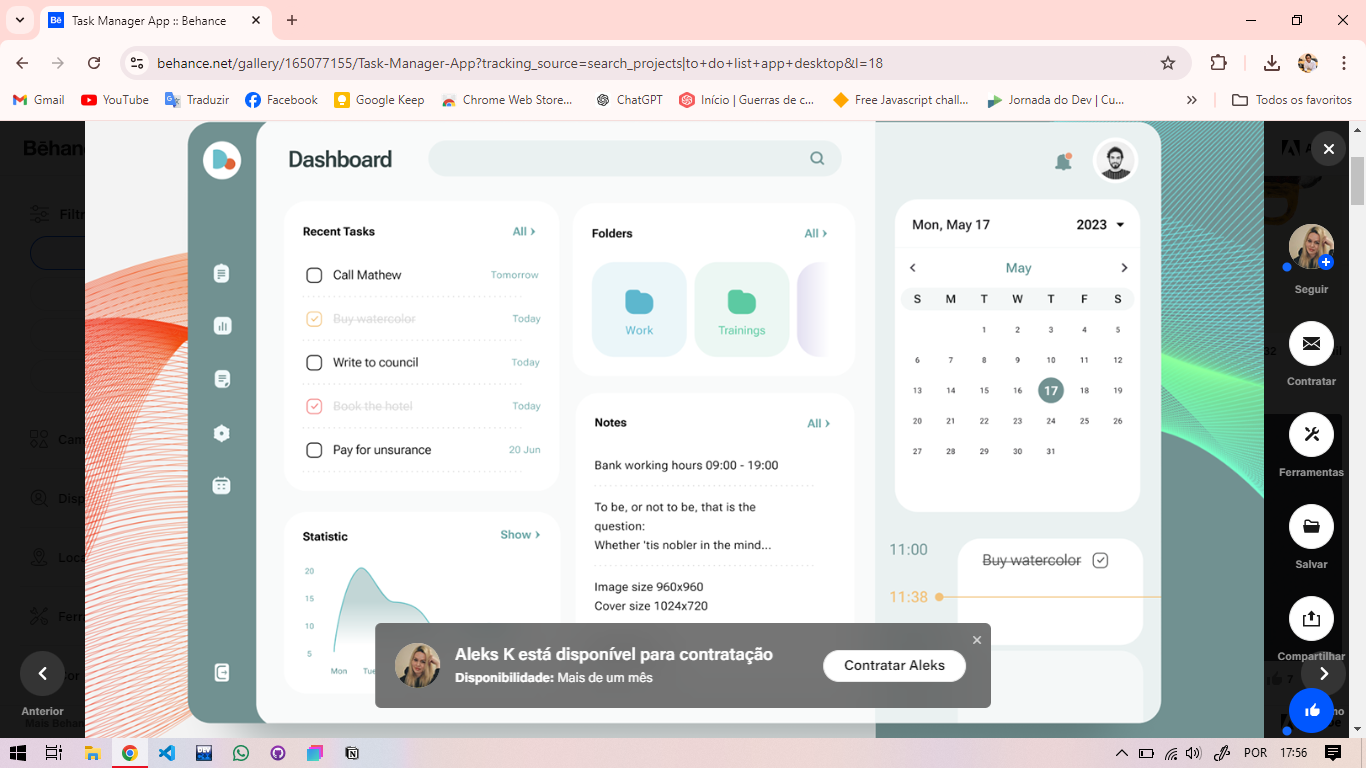 Task Manager App :: Behance
behance.net/gallery/165077155/Task-Manager-App?tracking_source=search_projects|to+do+list+app+desktop&l=18
Gmail
YouTube
Traduzir
Facebook
Google Keep
Chrome Web Store...
ChatGPT
Início | Guerras de c...
Free Javascript chall...
Jornada do Dev | Cu...
Todos os favoritos
Dashboard
Recent Tasks
All
Call Mathew
Tomorrow
Buy watercolor
Today
Write to council
Today
Book the hotel
Today
Pay for unsurance
20 Jun
Statistic
Show
20
15
10
5
Mon
Folders
All
Work
Trainings
Notes
All
Bank working hours 09:00 - 19:00
To be, or not to be, that is the
question:
Whether 'tis nobler in the mind...
Image size 960x960
Cover size 1024x720
Mon, May 17
2023
May
S M T W T F S
1 2 3 4 5
6 7 8 9 10 11 12
13 14 15 16 17 18 19
20 21 22 23 24 25 26
27 28 29 30 31
11:00
Buy watercolor
11:38
Aleks K está disponível para contratação
Disponibilidade: Mais de um mês
Contratar Aleks
Seguir
Contratar
Ferramentas
Salvar
Compartilhar
Anterior
POR
17:56